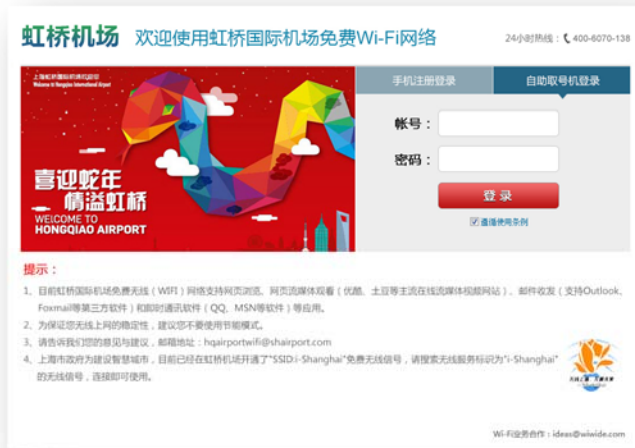 虹桥机场 欢迎使用虹桥国际机场免费Wi-Fi网络 24小时热线: 400-6070-138
Welcome to Hongqiao International Airport
手机注册登录 自助取号机登录
帐号:
密码:
登 录
遵循使用条例
喜迎蛇年
情溢虹桥
WELCOME TO
HONGQIAO AIRPORT
提示:
1、目前虹桥国际机场免费无线(WIFI)网络支持网页浏览、网页流媒体观看(优酷、土豆等主流在线流媒体视频网站)、邮件收发(支持Outlook、
Foxmail等第三方软件)和即时通讯软件(QQ、MSN等软件)等应用。
2、为保证您无线上网的稳定性,建议您不要使用节能模式。
3、请告诉我们您的意见与建议,邮箱地址:hqairportwifi@shairport.com
4、上海市政府为建设智慧城市,目前已经在虹桥机场开通了"SSID:i-Shanghai"免费无线信号,请搜索无线服务标识为"i-Shanghai"
的无线信号,连接即可使用。
Wi-Fi业务合作:ideas@wiwide.com